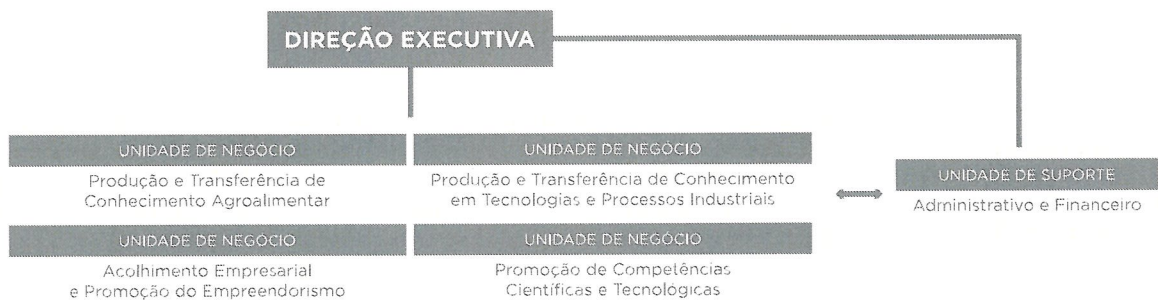 DIREÇÃO EXECUTIVA
UNIDADE DE NEGÓCIO
Produção e Transferência de
Conhecimento Agroalimentar
UNIDADE DE NEGÓCIO
Produção e Transferência de Conhecimento
em Tecnologias e Processos Industriais
UNIDADE DE SUPORTE
Administrativo e Financeiro
UNIDADE DE NEGÓCIO
Acolhimento Empresarial
e Promoção do Empreendorismo
UNIDADE DE NEGÓCIO
Promoção de Competências
Científicas e Tecnológicas